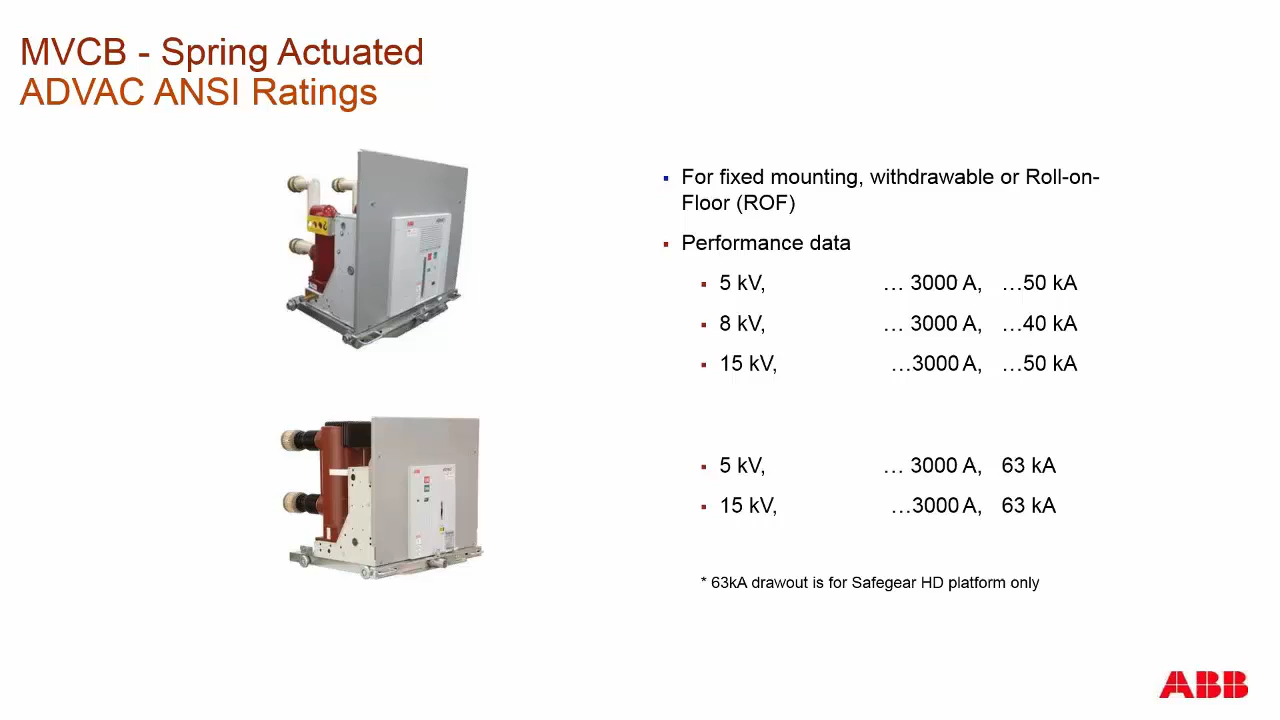 MVCB - Spring Actuated
ADVAC ANSI Ratings
▪ For fixed mounting, withdrawable or Roll-on-
Floor (ROF)
▪ Performance data
▪ 5 kV, … 3000 A, …50 kA
▪ 8 kV, … 3000 A, …40 kA
▪ 15 kV, …3000 A, …50 kA
▪ 5 kV, … 3000 A, 63 kA
▪ 15 kV, …3000 A, 63 kA
* 63kA drawout is for Safegear HD platform only
ABB
ABB
ABB